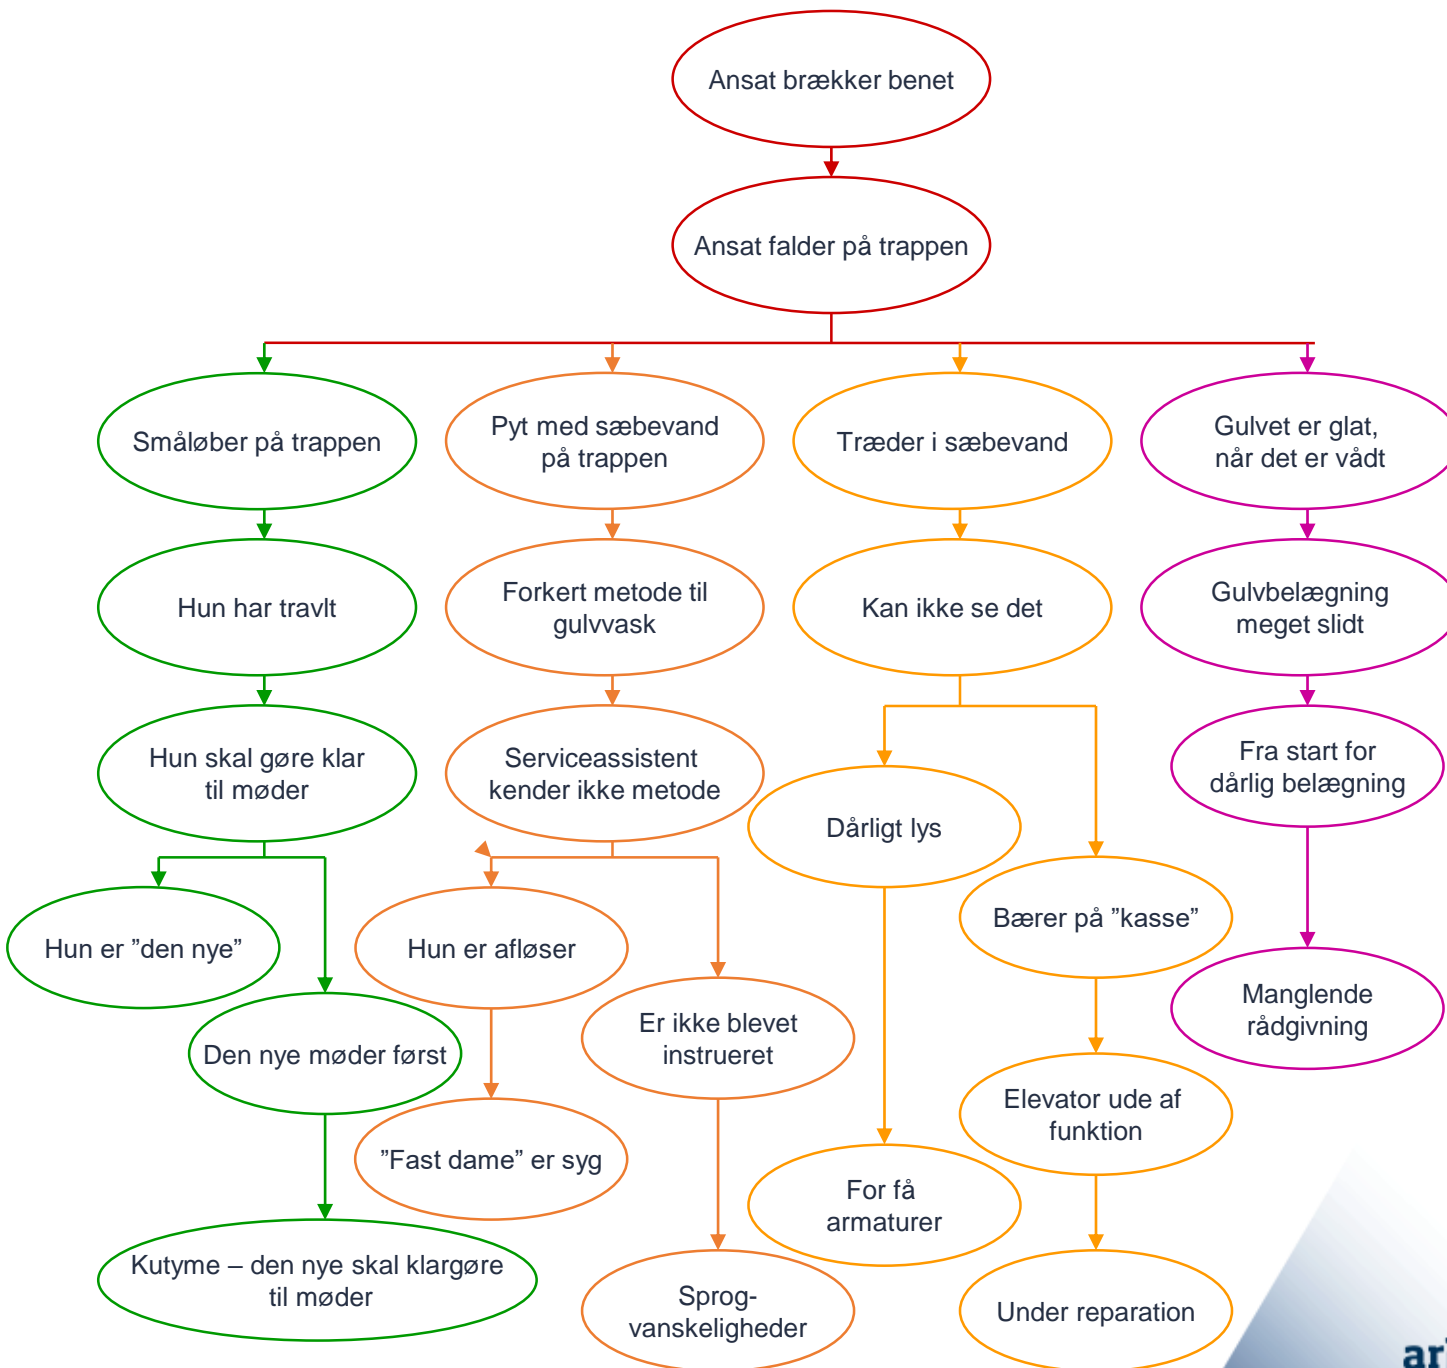 Ansat brækker benet
Ansat falder på trappen
Småløber på trappen
Pyt med sæbevand
på trappen
Træder i sæbevand
Gulvet er glat,
når det er vådt
Hun har travlt
Forkert metode til
gulvvask
Kan ikke se det
Gulvbelægning
meget slidt
Hun skal gøre klar
til møder
Serviceassistent
kender ikke metode
Dårligt lys
Fra start for
dårlig belægning
Hun er ”den nye”
Hun er afløser
Bærer på ”kasse”
Den nye møder først
Er ikke blevet
instrueret
Manglende
rådgivning
”Fast dame” er syg
Elevator ude af
funktion
For få
armaturer
Kutyme – den nye skal klargøre
til møder
Sprog-
vanskeligheder
Under reparation